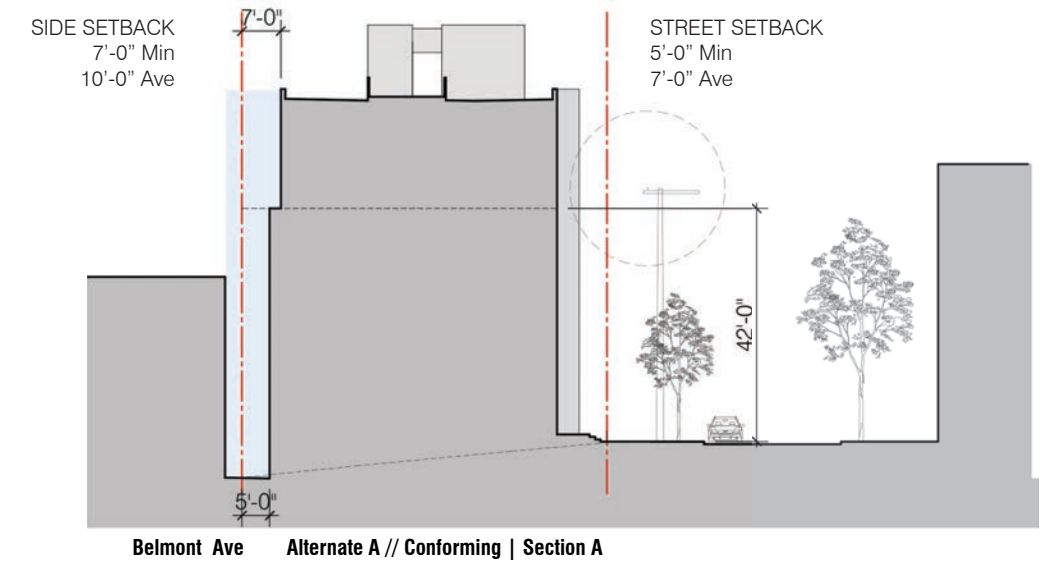 SIDE SETBACK
7'-0” Min
10'-0” Ave
7'-0"
STREET SETBACK
5'-0” Min
7'-0” Ave
42'-0"
5'-0"
Belmont Ave
Alternate A // Conforming | Section A